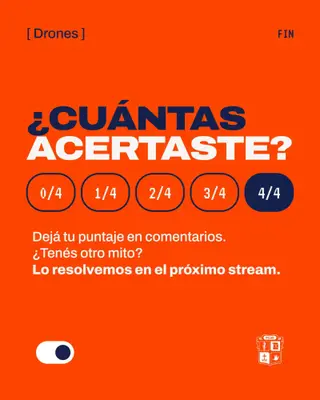 [ Drones ]
FIN
¿CUÁNTAS
ACERTASTE?
0/4
1/4
2/4
3/4
4/4
Dejá tu puntaje en comentarios.
¿Tenés otro mito?
Lo resolvemos en el próximo stream.